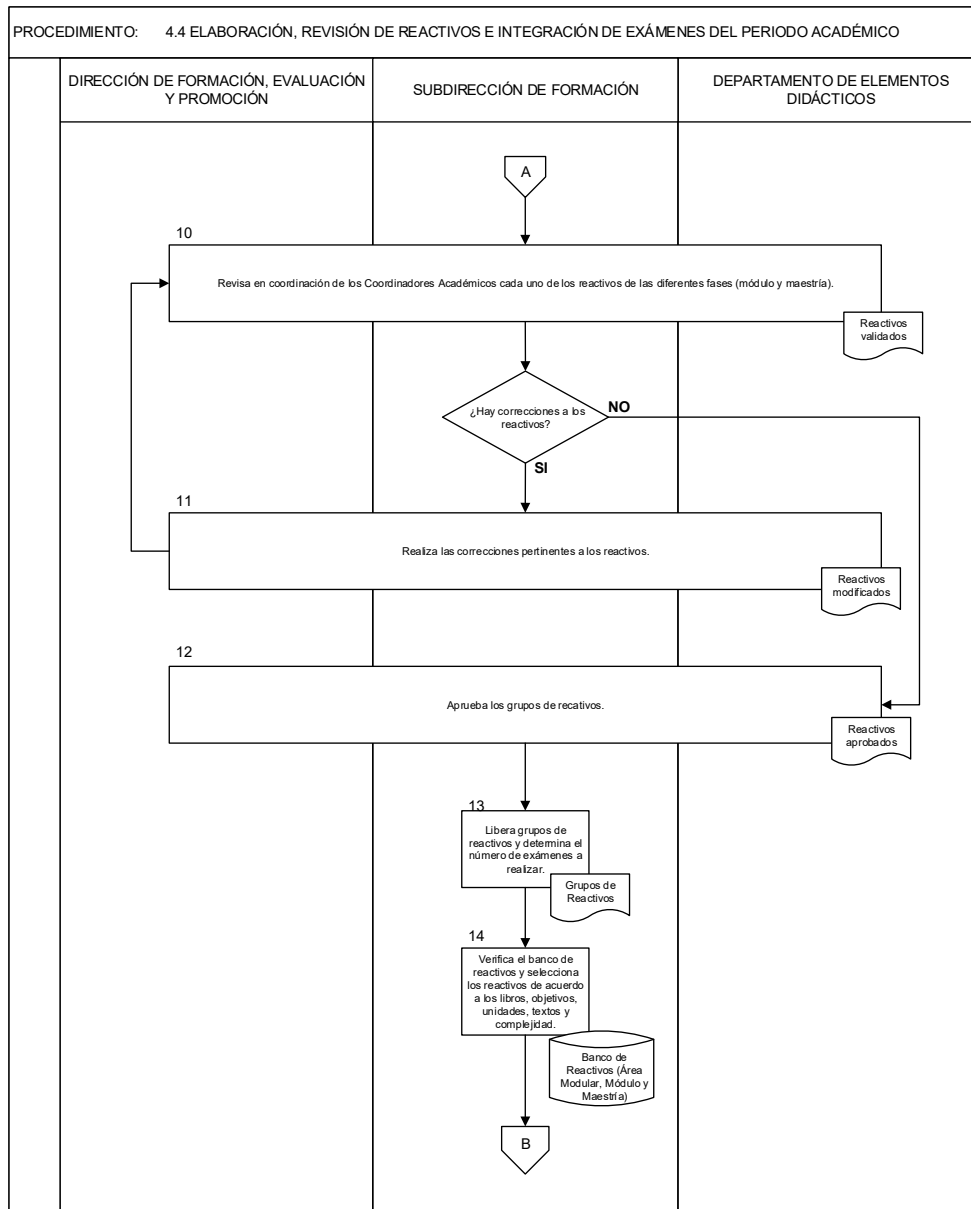 PROCEDIMIENTO: 4.4 ELABORACIÓN, REVISIÓN DE REACTIVOS E INTEGRACIÓN DE EXÁMENES DEL PERIODO ACADÉMICO
DIRECCIÓN DE FORMACIÓN, EVALUACIÓN
Y PROMOCIÓN
SUBDIRECCIÓN DE FORMACIÓN
DEPARTAMENTO DE ELEMENTOS
DIDÁCTICOS
A
10
Revisa en coordinación de los Coordinadores Académicos cada uno de los reactivos de las diferentes fases (módulo y maestría).
Reactivos
validados
¿Hay correcciones a los
reactivos?
NO
SI
11
Realiza las correcciones pertinentes a los reactivos.
Reactivos
modificados
12
Aprueba los grupos de recativos.
Reactivos
aprobados
13
Libera grupos de
reactivos y determina el
número de exámenes a
realizar.
Grupos de
Reactivos
14
Verifica el banco de
reactivos y selecciona
los reactivos de acuerdo
a los libros, objetivos,
unidades, textos y
complejidad.
Banco de
Reactivos (Área
Modular, Módulo y
Maestría)
B